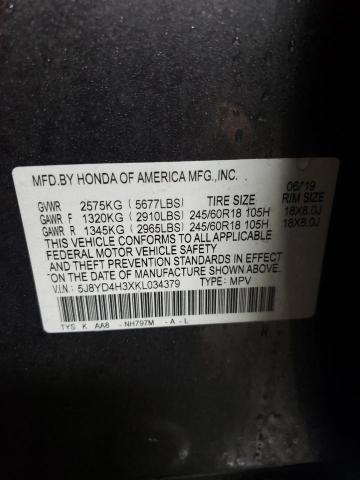 MFD.BY HONDA OF AMERICA MFG.,INC. 06/19
GVWR 2575KG (5677LBS) TIRE SIZE RIM SIZE
GAWR F 1320KG (2910LBS) 245/60R18 105H 18X8.0J
GAWR R 1345KG (2965LBS) 245/60R18 105H 18X8.0J
THIS VEHICLE CONFORMS TO ALL APPLICABLE
FEDERAL MOTOR VEHICLE SAFETY
AND THEFT PREVENTION STANDARDS IN EFFECT
ON THE DATE OF MANUFACTURE SHOWN ABOVE.
V.I.N: 5J8YD4H3XKL034379 TYPE: MPV
TYS K AA8 -NH797M -A-L